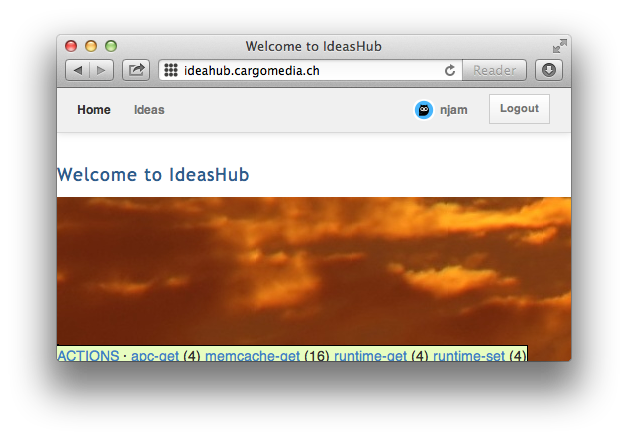 Welcome to IdeasHub
ideahub.cargomedia.ch
Reader
Home Ideas njam Logout
Welcome to IdeasHub
ACTIONS · apc-get (4) memcache-get (16) runtime-get (4) runtime-set (4)